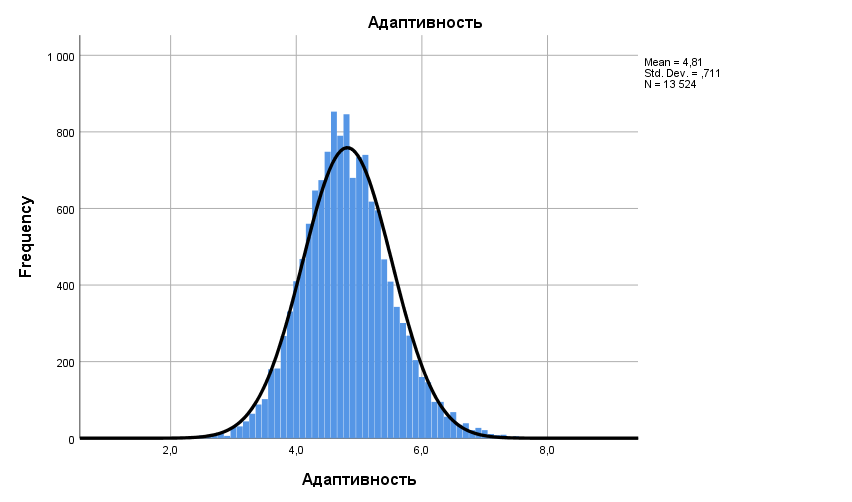 Адаптивность
Mean = 4,81
Std. Dev. = ,711
N = 13 524
Frequency
1 000
800
600
400
200
0
2,0 4,0 6,0 8,0
Адаптивность